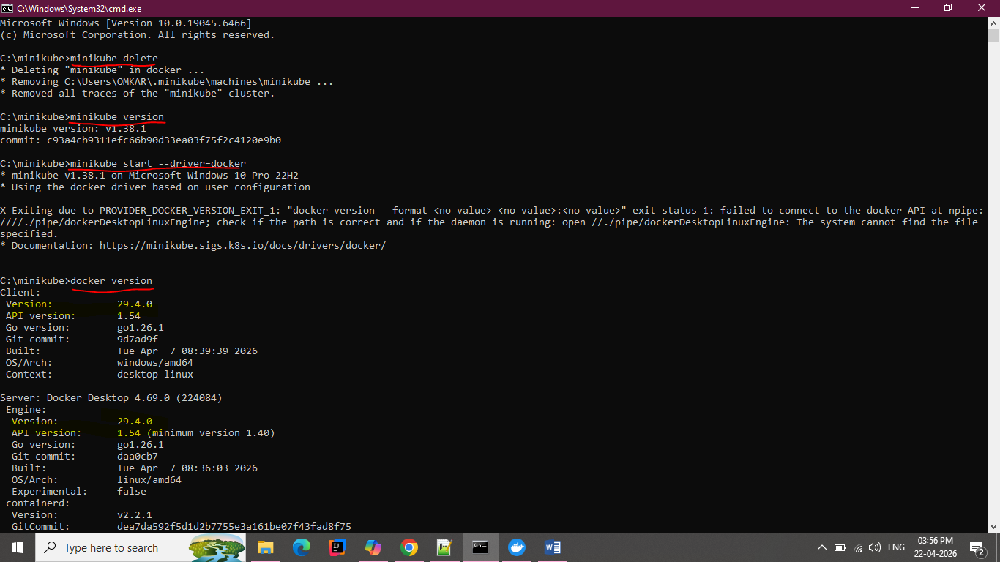 C:\Windows\System32\cmd.exe
Microsoft Windows [Version 10.0.19045.6466]
(c) Microsoft Corporation. All rights reserved.
C:\minikube>minikube delete
* Deleting "minikube" in docker ...
* Removing C:\Users\OMKAR\.minikube\machines\minikube ...
* Removed all traces of the "minikube" cluster.
C:\minikube>minikube version
minikube version: v1.38.1
commit: c93a4cb9311efc66b90d33ea03f75f2c4120e9b0
C:\minikube>minikube start --driver=docker
* minikube v1.38.1 on Microsoft Windows 10 Pro 22H2
* Using the docker driver based on user configuration
X Exiting due to PROVIDER_DOCKER_VERSION_EXIT_1: "docker version --format <no value>-<no value>:<no value>" exit status 1: failed to connect to the docker API at npipe:
////./pipe/dockerDesktopLinuxEngine; check if the path is correct and if the daemon is running: open //./pipe/dockerDesktopLinuxEngine: The system cannot find the file
specified.
* Documentation: https://minikube.sigs.k8s.io/docs/drivers/docker/
C:\minikube>docker version
Client:
Version: 29.4.0
API version: 1.54
Go version: go1.26.1
Git commit: 9d7ad9f
Built: Tue Apr  7 08:39:39 2026
OS/Arch: windows/amd64
Context: desktop-linux
Server: Docker Desktop 4.69.0 (224084)
Engine:
Version: 29.4.0
API version: 1.54 (minimum version 1.40)
Go version: go1.26.1
Git commit: daa0cb7
Built: Tue Apr  7 08:36:03 2026
OS/Arch: linux/amd64
Experimental: false
containerd:
Version: v2.2.1
GitCommit: dea7da592f5d1d2b7755e3a161be07f43fad8f75
Type here to search
ENG
03:56 PM
22-04-2026
2